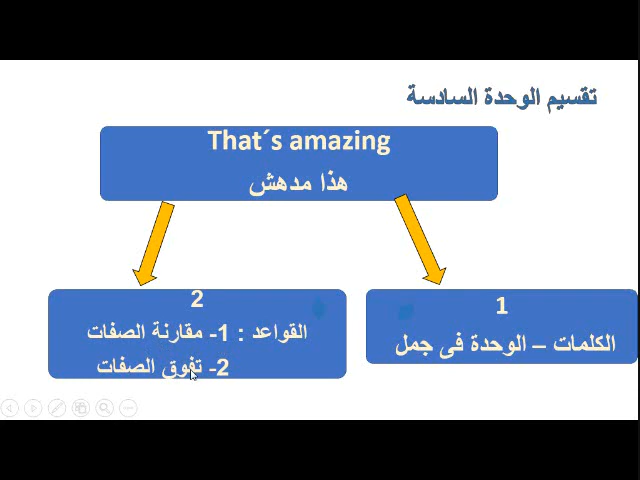 تقسيم الوحدة السادسة
That´s amazing
هذا مدهش
1
الكلمات – الوحدة فى جمل
2
القواعد : 1- مقارنة الصفات
2- تفوق الصفات